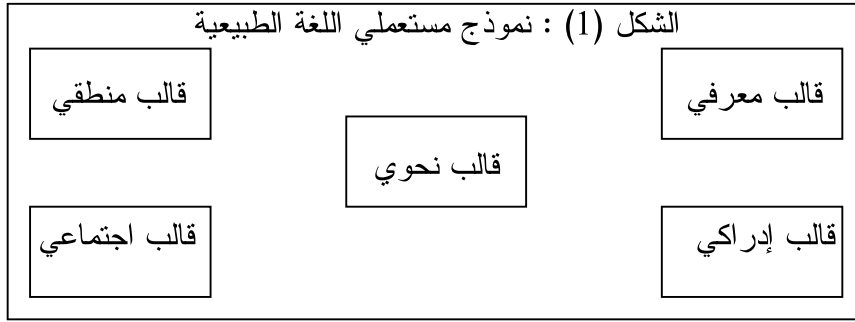 الشكل (1) : نموذج مستعملي اللغة الطبيعية
قالب معرفي
قالب منطقي
قالب نحوي
قالب إدراكي
قالب اجتماعي